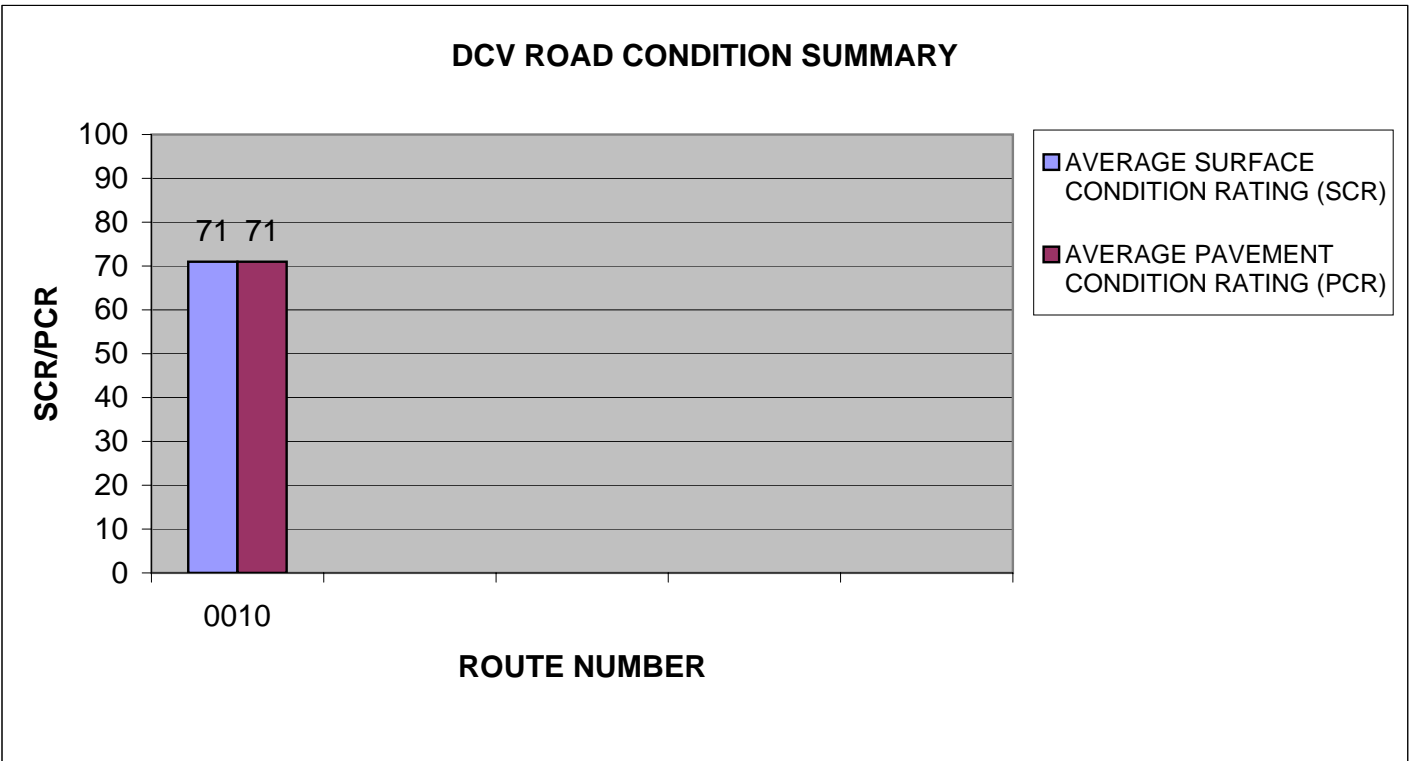 DCV ROAD CONDITION SUMMARY
100
90
80
70
60
50
40
30
20
10
0
SCR/PCR
71 71
0010
ROUTE NUMBER
AVERAGE SURFACE
CONDITION RATING (SCR)
AVERAGE PAVEMENT
CONDITION RATING (PCR)